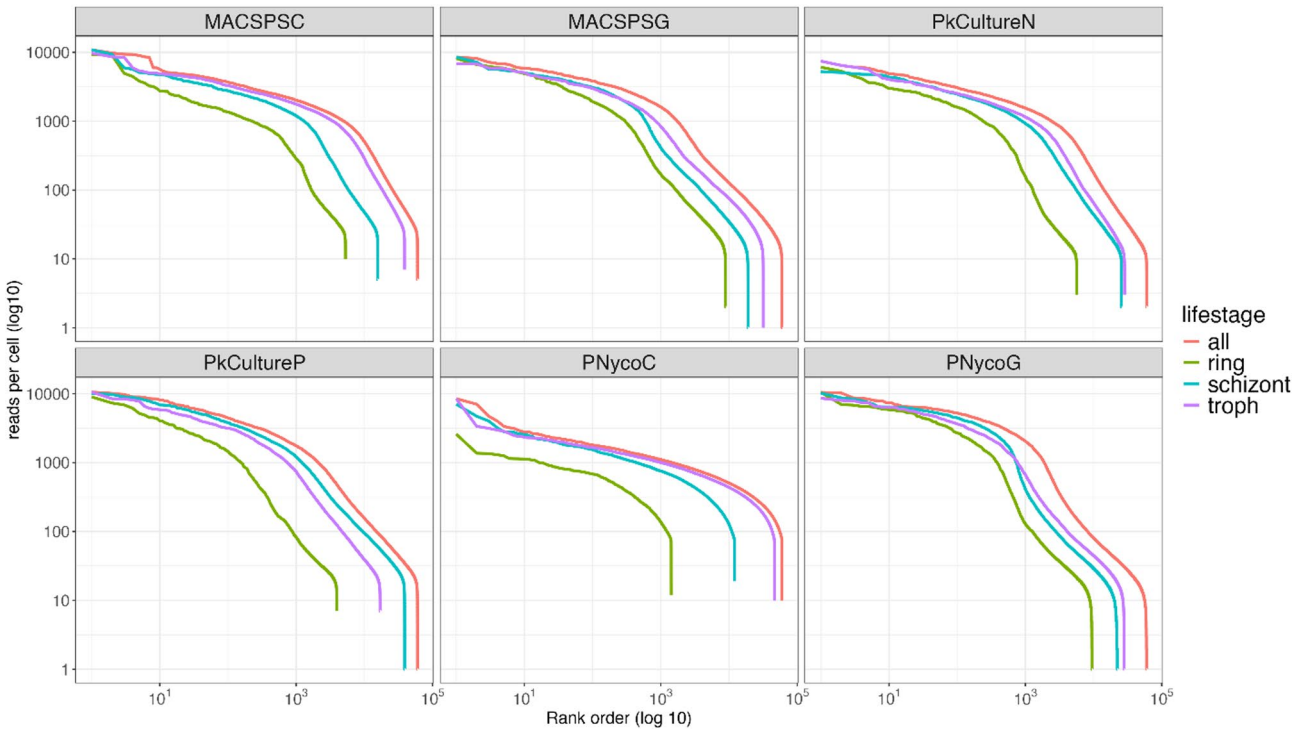 MACSPSC MACSPSG PkCultureN
10000
1000
100
10
1
PkCultureP PNycoC PNycoG
10000
1000
100
10
1
10¹ 10³ 10⁵ 10¹ 10³ 10⁵ 10¹ 10³ 10⁵
reads per cell (log10)
Rank order (log 10)
lifestage
all
ring
schizont
troph